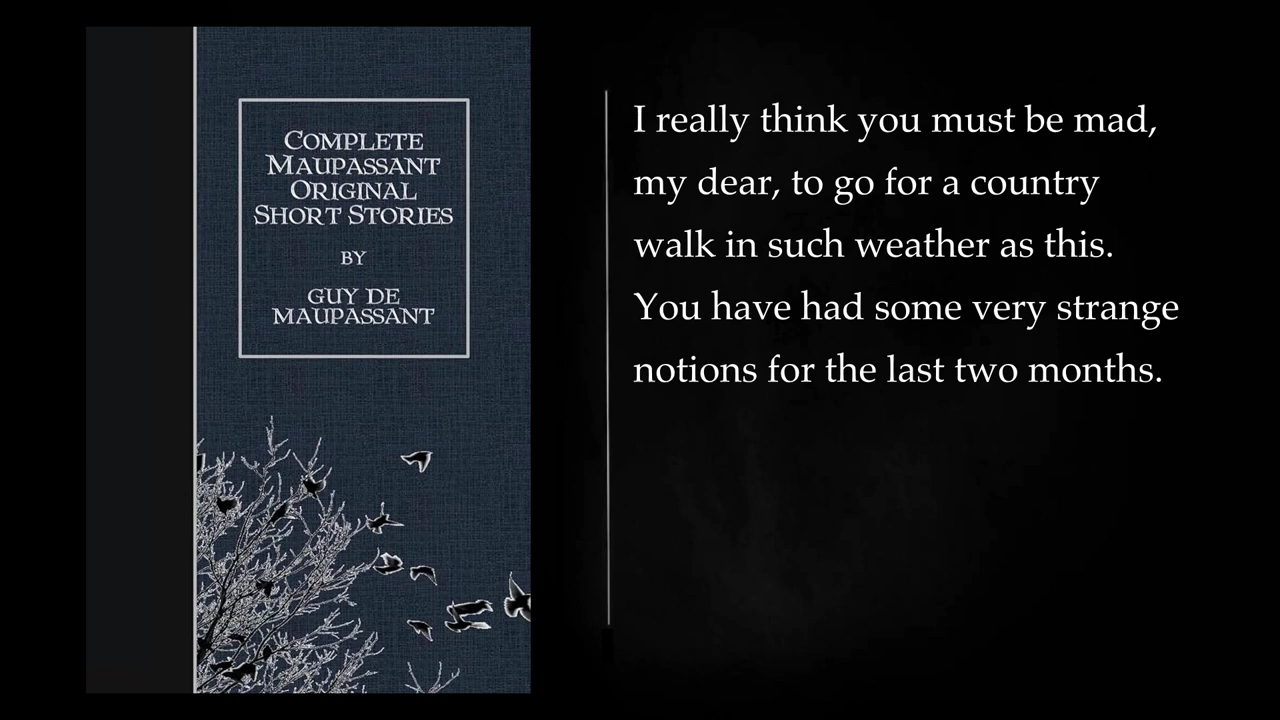 COMPLETE
MAUPASSANT
ORIGINAL
SHORT STORIES
BY
GUY DE
MAUPASSANT
I really think you must be mad,
my dear, to go for a country
walk in such weather as this.
You have had some very strange
notions for the last two months.